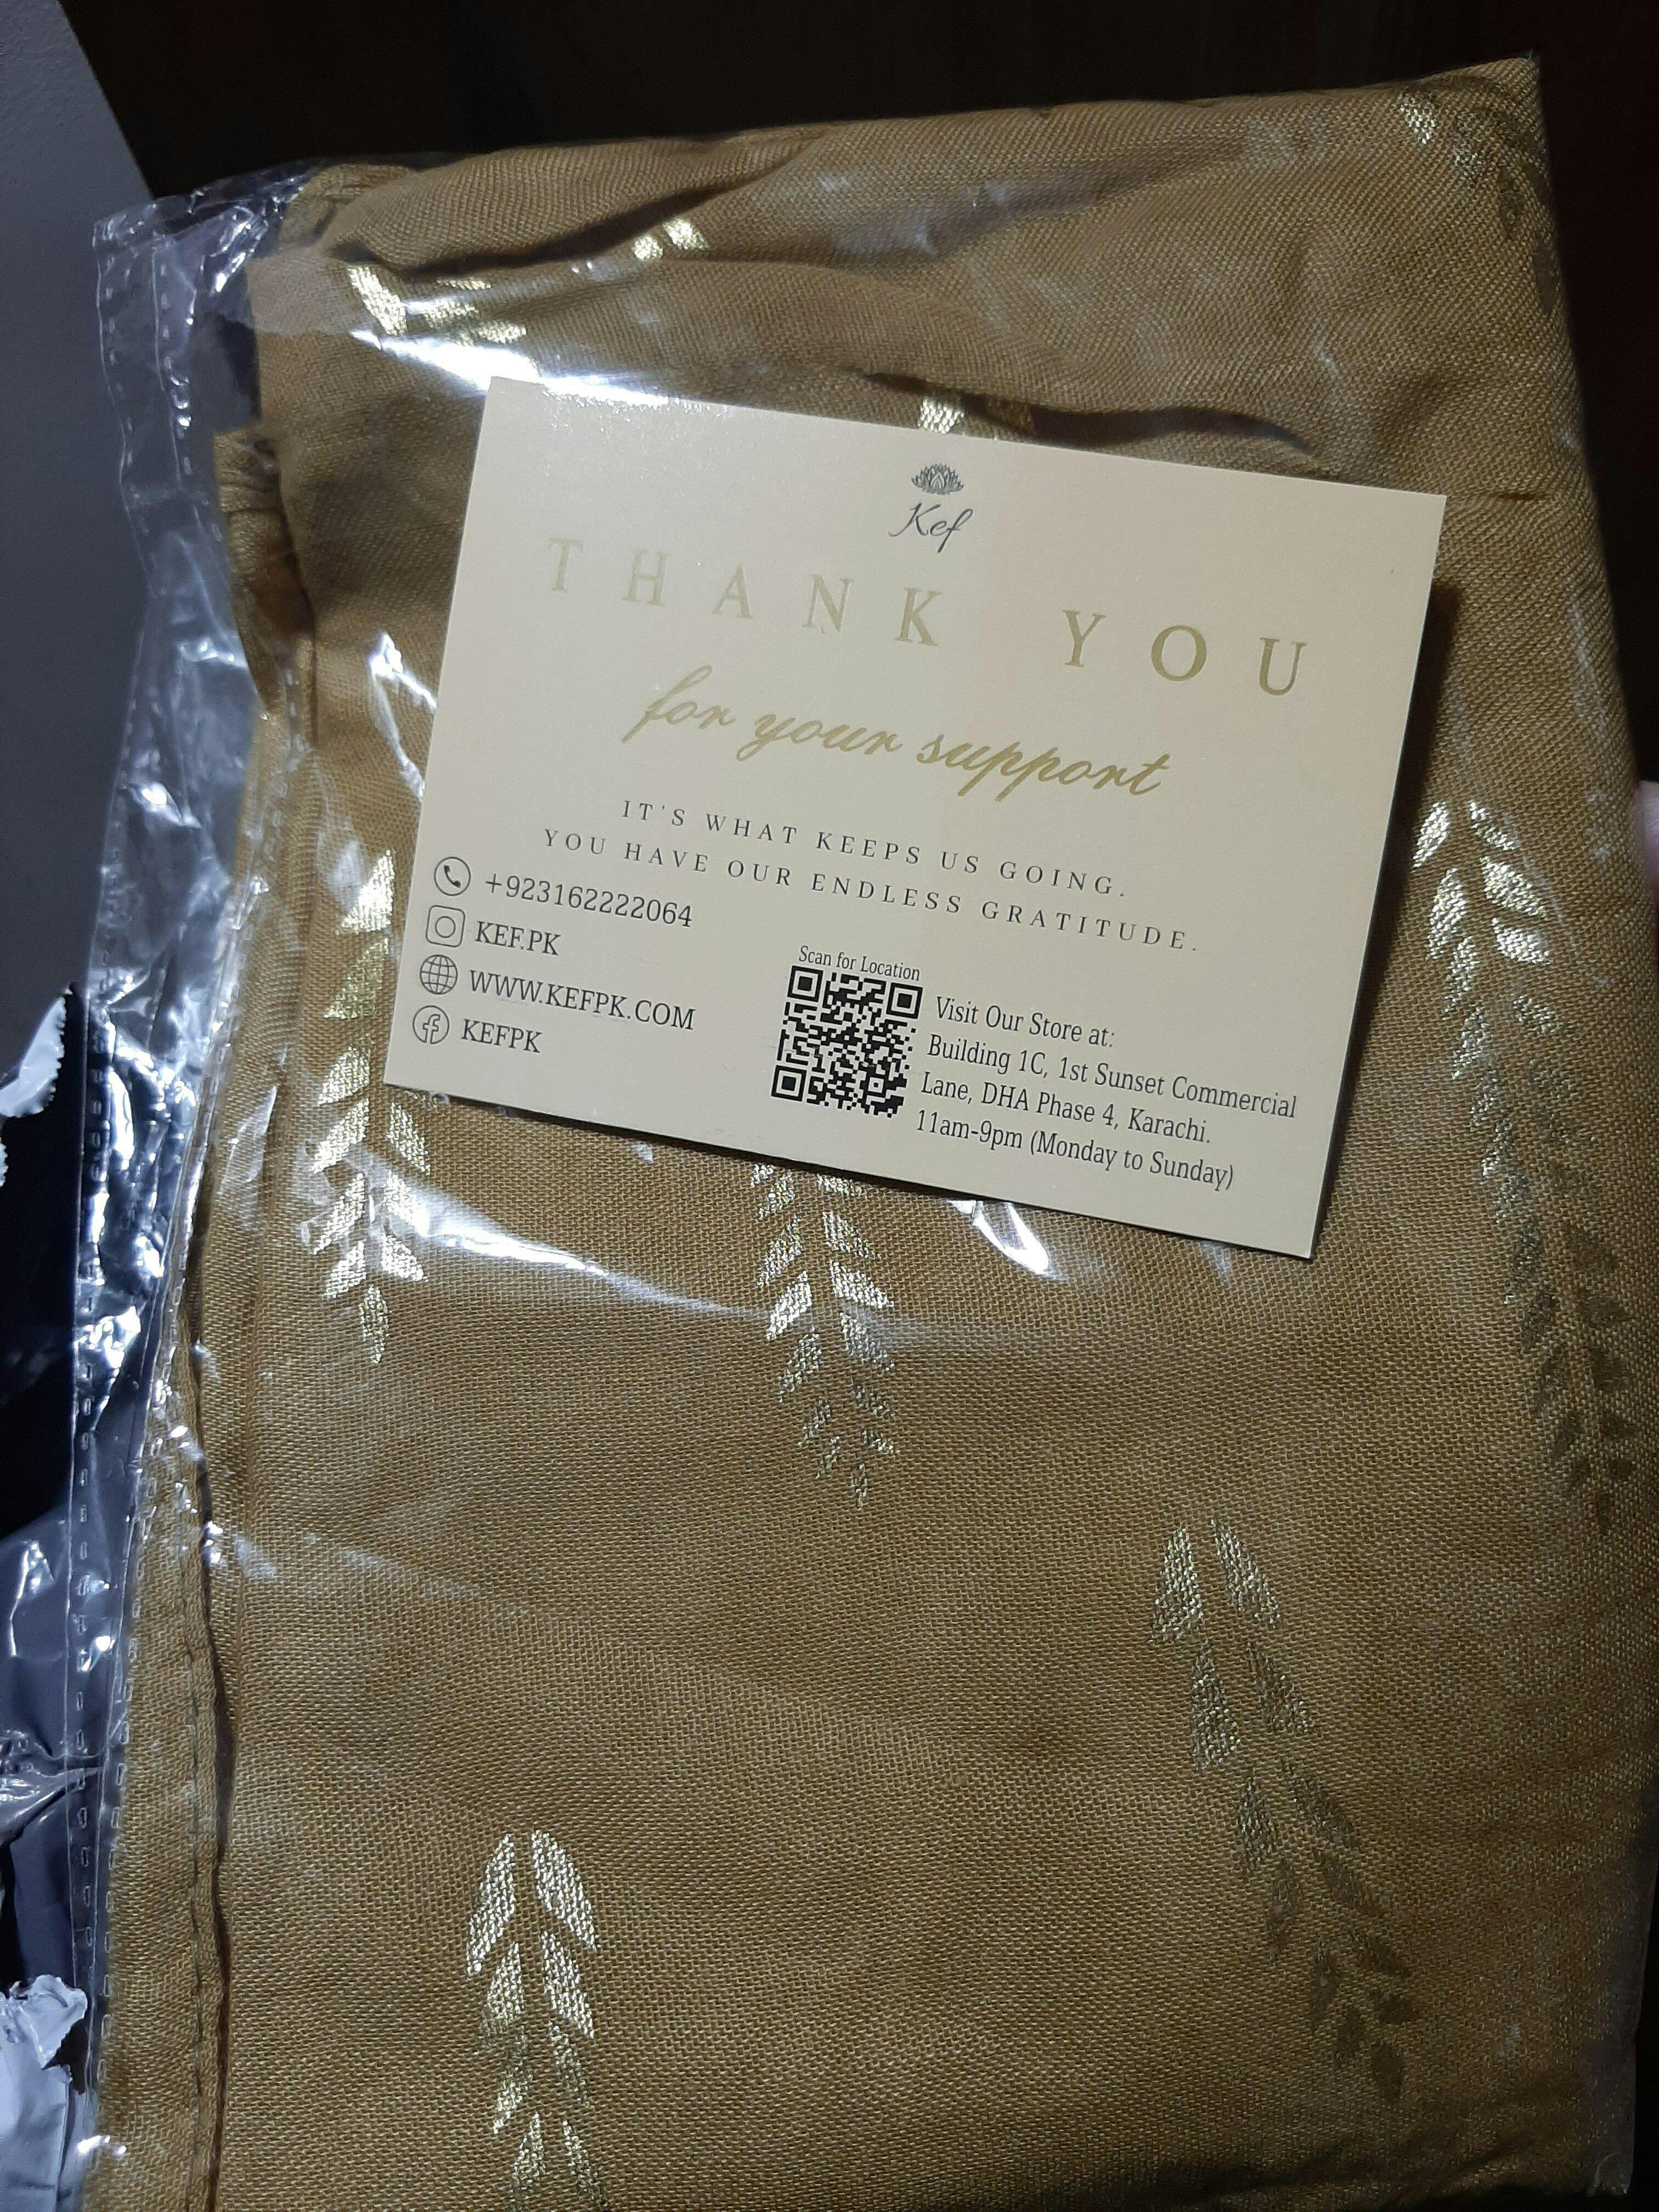 Kef
THANK YOU
for your support
IT'S WHAT KEEPS US GOING.
YOU HAVE OUR ENDLESS GRATITUDE.
+923162222064
KEF.PK
WWW.KEFPK.COM
KEFPK
Scan for Location
Visit Our Store at:
Building 1C, 1st Sunset Commercial
Lane, DHA Phase 4, Karachi.
11am-9pm (Monday to Sunday)